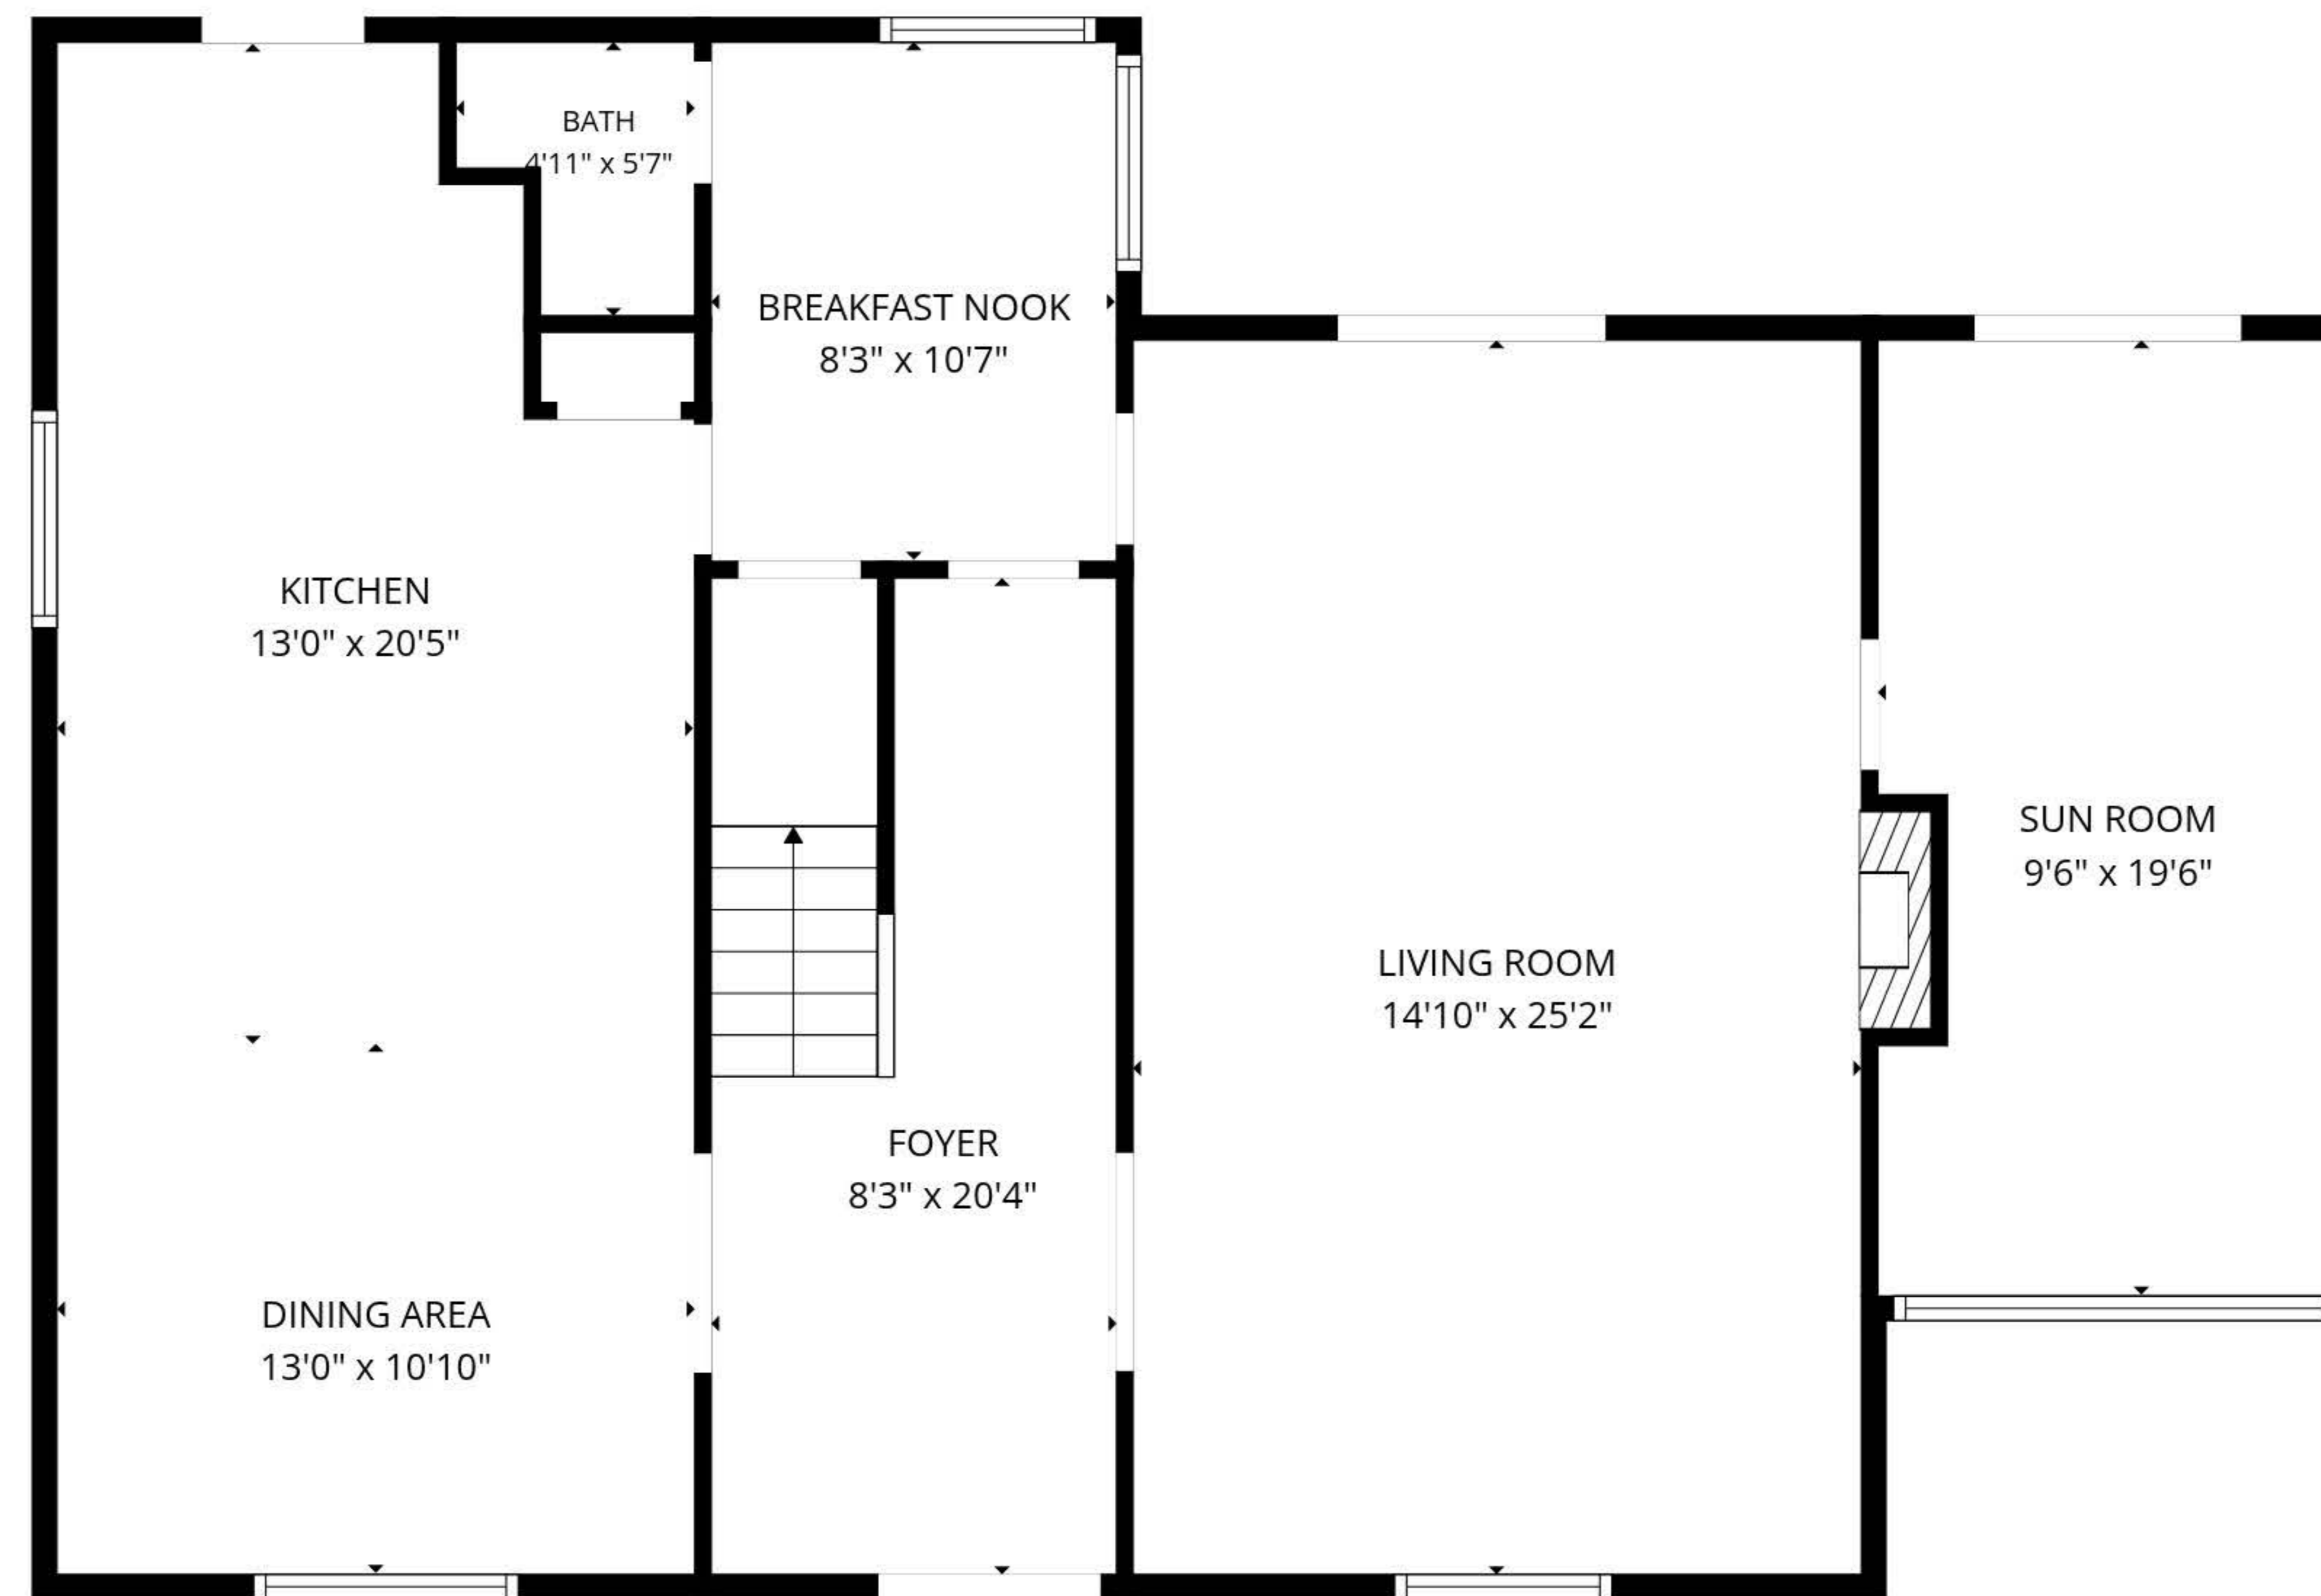 BATH
4'11" x 5'7"
BREAKFAST NOOK
8'3" x 10'7"
KITCHEN
13'0" x 20'5"
SUN ROOM
9'6" x 19'6"
LIVING ROOM
14'10" x 25'2"
FOYER
8'3" x 20'4"
DINING AREA
13'0" x 10'10"